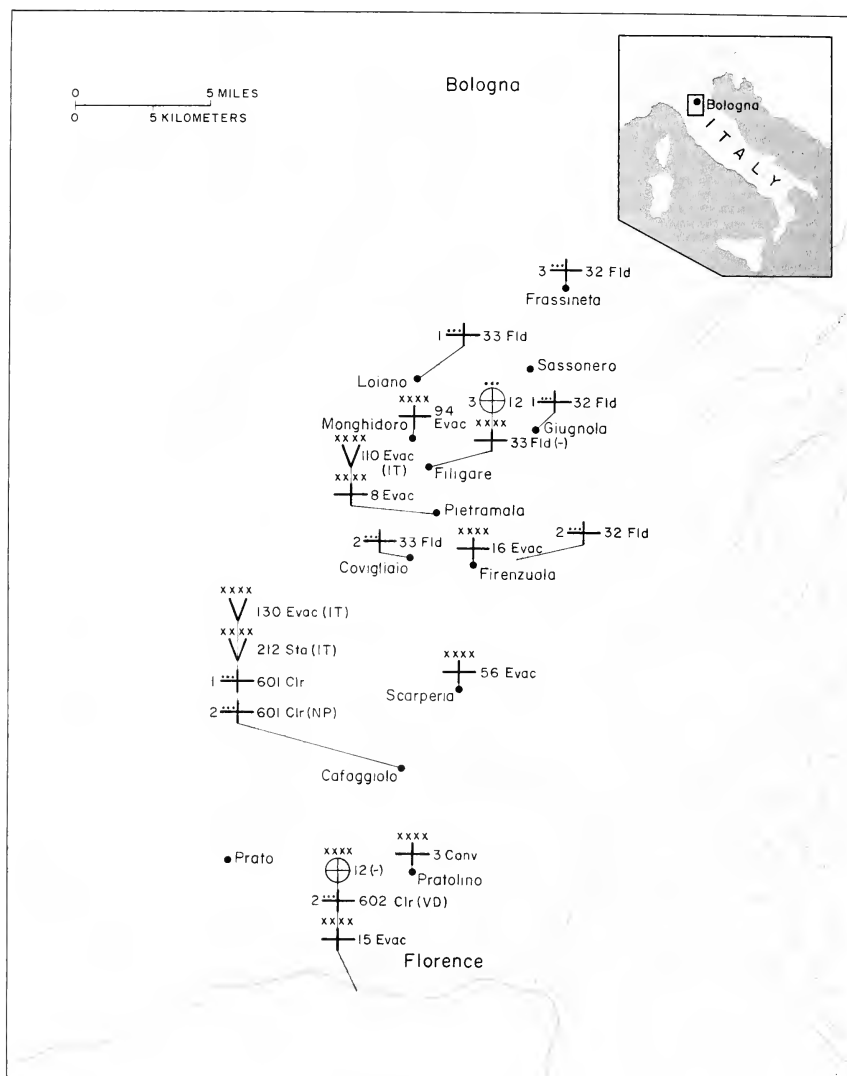 0 5 MILES
0 5 KILOMETERS
Bologna
Bologna
ITALY
3 ... 32 Fld
Frassineta
1 ... 33 Fld
Sassonero
Loiano
xxxx
94 Evac
Monghidoro
...
3 12
1 ... 32 Fld
Giugnola
xxxx
33 Fld (-)
Filigare
xxxx
V 110 Evac (IT)
xxxx
8 Evac
Pietramala
2 ... 33 Fld
Covigliaio
xxxx
16 Evac
Firenzuola
2 ... 32 Fld
xxxx
V 130 Evac (IT)
xxxx
V 212 Sta (IT)
1 ... 601 Clr
2 ... 601 Clr (NP)
Cafaggiolo
xxxx
56 Evac
Scarperia
Prato
xxxx
12 (-)
2 ... 602 Clr (VD)
xxxx
15 Evac
xxxx
3 Conv
Pratolino
Florence